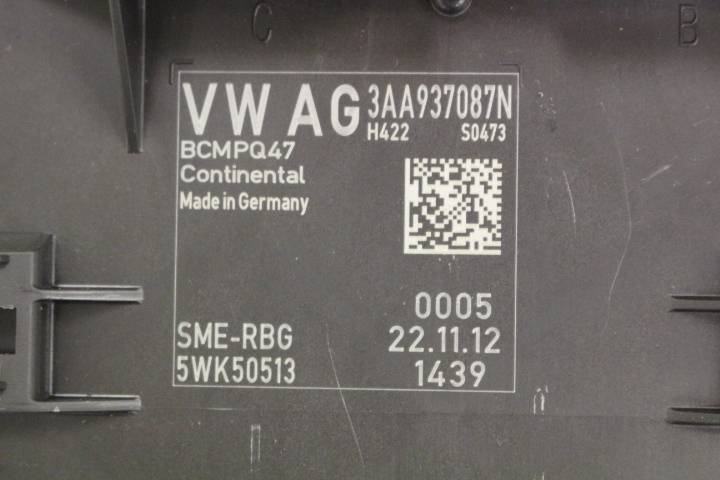 C B
VW AG 3AA937087N
H422 S0473
BCMPQ47
Continental
Made in Germany
0005
SME-RBG 22.11.12
5WK50513 1439